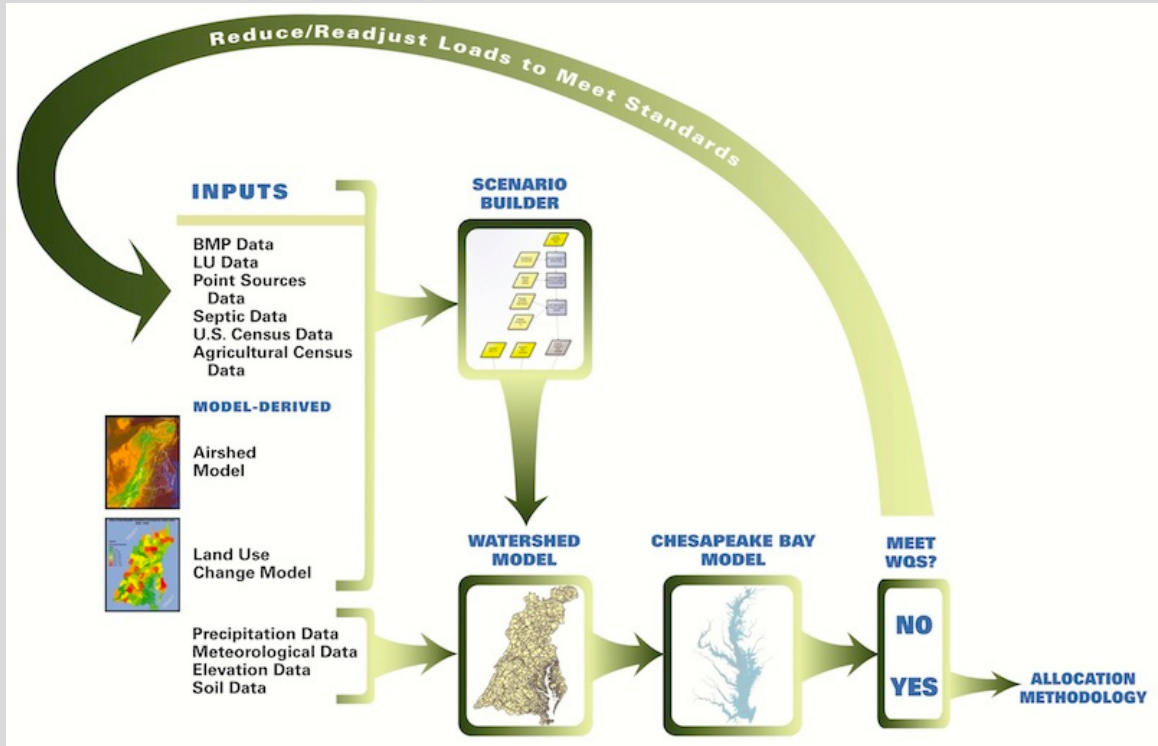 Reduce/Readjust Loads to Meet Standards
INPUTS
BMP Data
LU Data
Point Sources
Data
Septic Data
U.S. Census Data
Agricultural Census
Data
MODEL-DERIVED
Airshed
Model
Land Use
Change Model
Precipitation Data
Meteorological Data
Elevation Data
Soil Data
SCENARIO
BUILDER
WATERSHED
MODEL
CHESAPEAKE BAY
MODEL
MEET
WQS?
NO
YES
ALLOCATION
METHODOLOGY